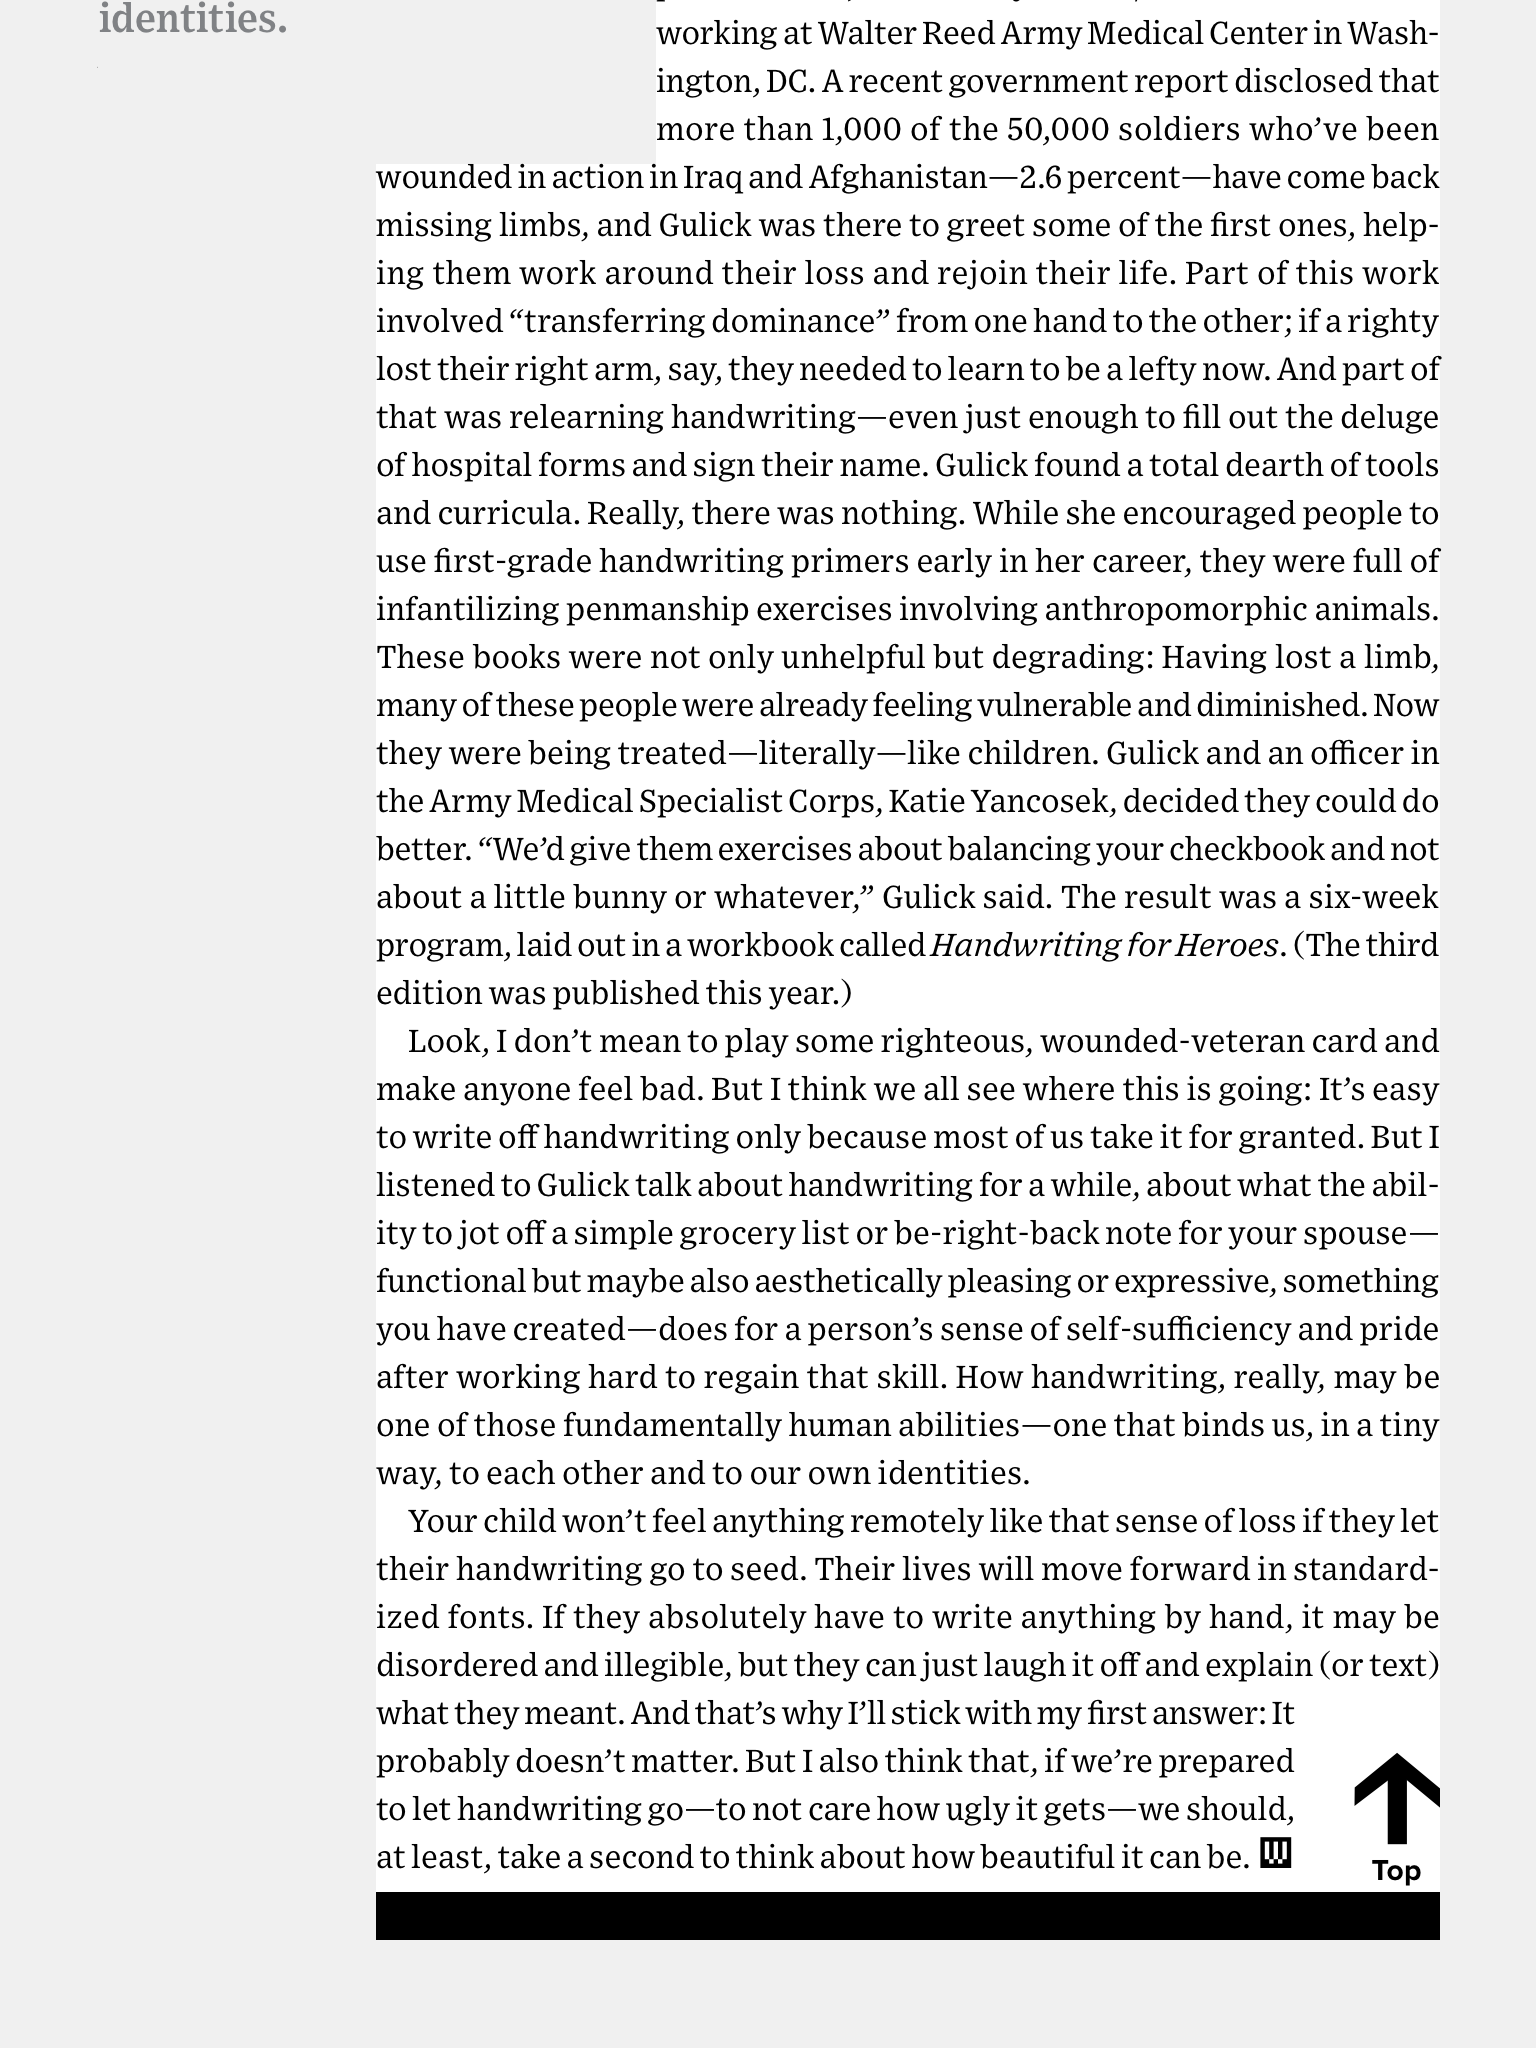 identities.
working at Walter Reed Army Medical Center in Wash-
ington, DC. A recent government report disclosed that
more than 1,000 of the 50,000 soldiers who’ve been
wounded in action in Iraq and Afghanistan—2.6 percent—have come back
missing limbs, and Gulick was there to greet some of the first ones, help-
ing them work around their loss and rejoin their life. Part of this work
involved “transferring dominance” from one hand to the other; if a righty
lost their right arm, say, they needed to learn to be a lefty now. And part of
that was relearning handwriting—even just enough to fill out the deluge
of hospital forms and sign their name. Gulick found a total dearth of tools
and curricula. Really, there was nothing. While she encouraged people to
use first-grade handwriting primers early in her career, they were full of
infantilizing penmanship exercises involving anthropomorphic animals.
These books were not only unhelpful but degrading: Having lost a limb,
many of these people were already feeling vulnerable and diminished. Now
they were being treated—literally—like children. Gulick and an officer in
the Army Medical Specialist Corps, Katie Yancosek, decided they could do
better. “We’d give them exercises about balancing your checkbook and not
about a little bunny or whatever,” Gulick said. The result was a six-week
program, laid out in a workbook called Handwriting for Heroes. (The third
edition was published this year.)
Look, I don’t mean to play some righteous, wounded-veteran card and
make anyone feel bad. But I think we all see where this is going: It’s easy
to write off handwriting only because most of us take it for granted. But I
listened to Gulick talk about handwriting for a while, about what the abil-
ity to jot off a simple grocery list or be-right-back note for your spouse—
functional but maybe also aesthetically pleasing or expressive, something
you have created—does for a person’s sense of self-sufficiency and pride
after working hard to regain that skill. How handwriting, really, may be
one of those fundamentally human abilities—one that binds us, in a tiny
way, to each other and to our own identities.
Your child won’t feel anything remotely like that sense of loss if they let
their handwriting go to seed. Their lives will move forward in standard-
ized fonts. If they absolutely have to write anything by hand, it may be
disordered and illegible, but they can just laugh it off and explain (or text)
what they meant. And that’s why I’ll stick with my first answer: It
probably doesn’t matter. But I also think that, if we’re prepared
to let handwriting go—to not care how ugly it gets—we should,
at least, take a second to think about how beautiful it can be. W
Top